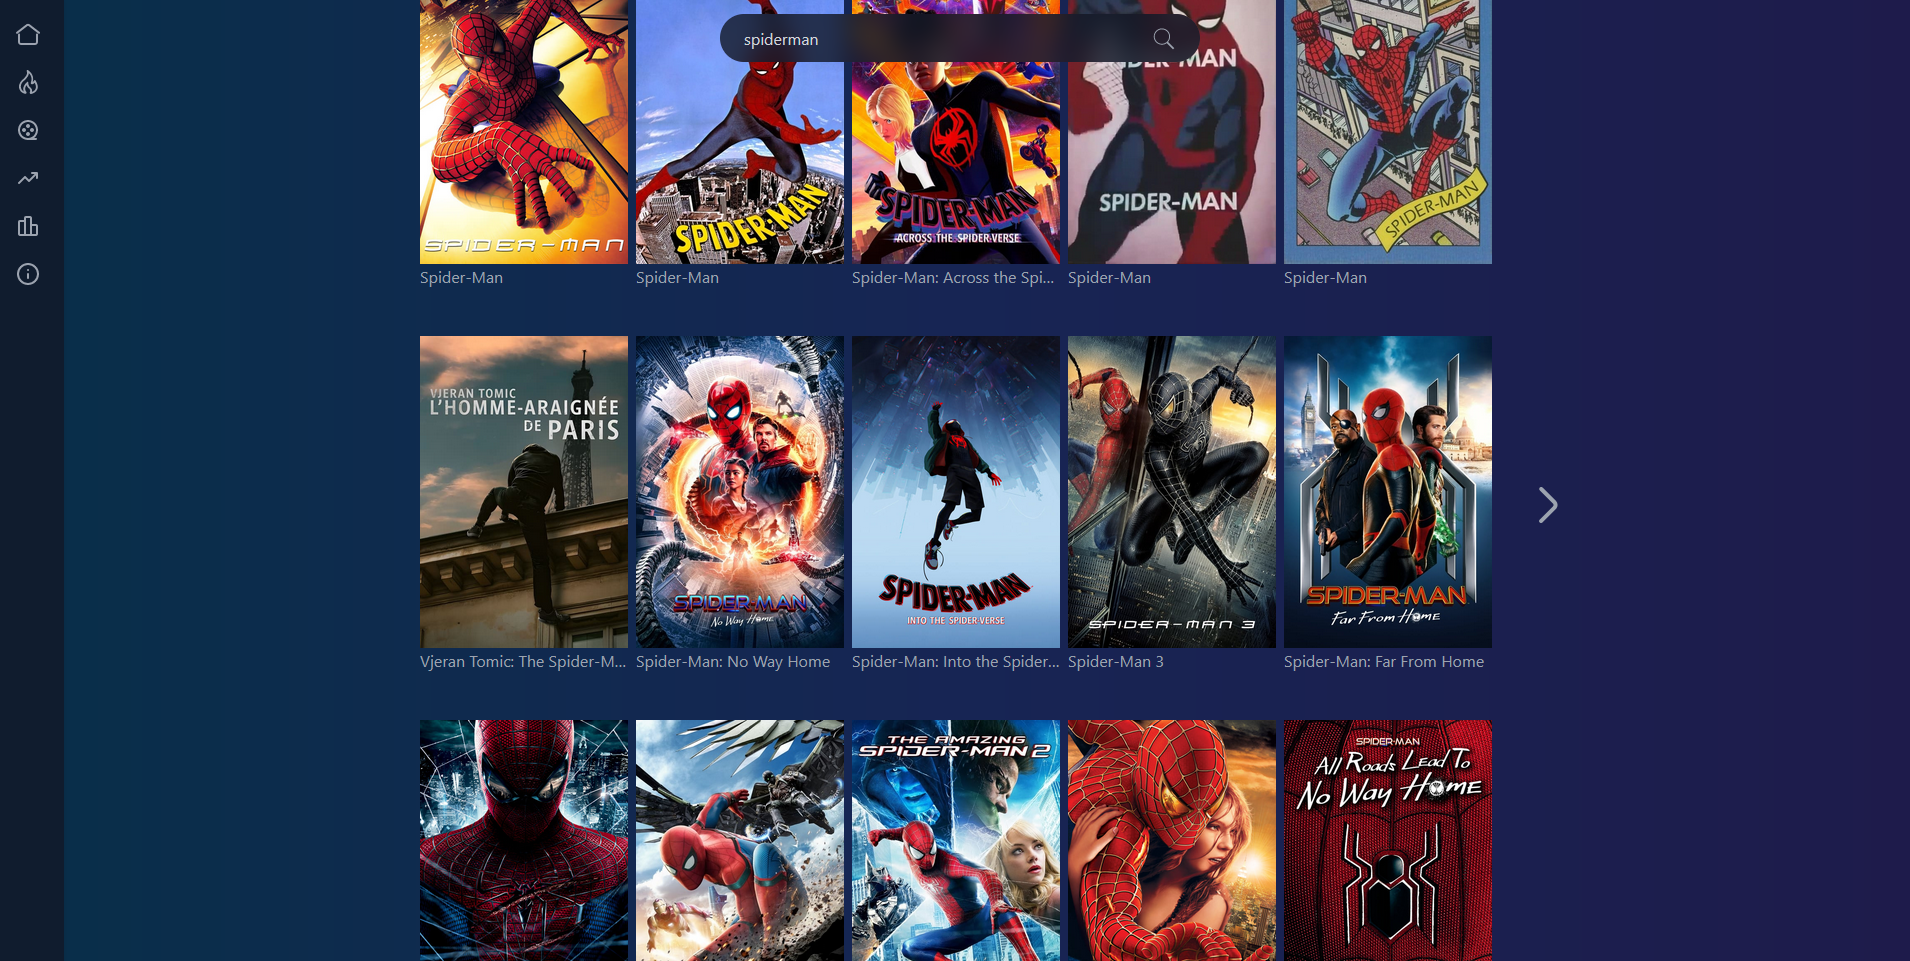 spiderman
SPIDER-MAN
SPIDER-MAN
SPIDER-MAN
ACROSS THE SPIDER-VERSE
SPIDER-MAN
SPIDER-MAN
SPIDER-MAN
Spider-Man
Spider-Man
Spider-Man: Across the Spi...
Spider-Man
Spider-Man
VJERAN TOMIC
L'HOMME-ARAIGNÉE
DE PARIS
SPIDER-MAN
No Way Home
SPIDER-MAN
INTO THE SPIDER-VERSE
SPIDER-MAN 3
SPIDER-MAN
Far From Home
Vjeran Tomic: The Spider-M...
Spider-Man: No Way Home
Spider-Man: Into the Spider...
Spider-Man 3
Spider-Man: Far From Home
THE AMAZING
SPIDER-MAN 2
SPIDER-MAN
All Roads Lead To
No Way Home